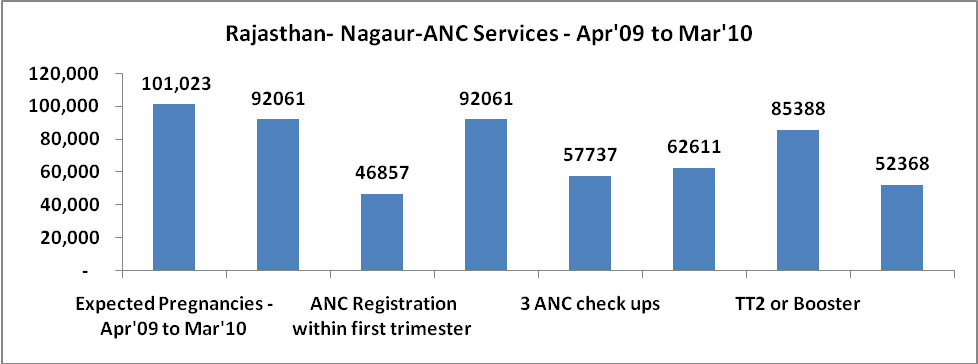 Rajasthan- Nagaur-ANC Services - Apr'09 to Mar'10
120,000
100,000
80,000
60,000
40,000
20,000
-
101,023
92061
46857
92061
57737
62611
85388
52368
Expected Pregnancies -
Apr'09 to Mar'10
ANC Registration
within first trimester
3 ANC check ups
TT2 or Booster